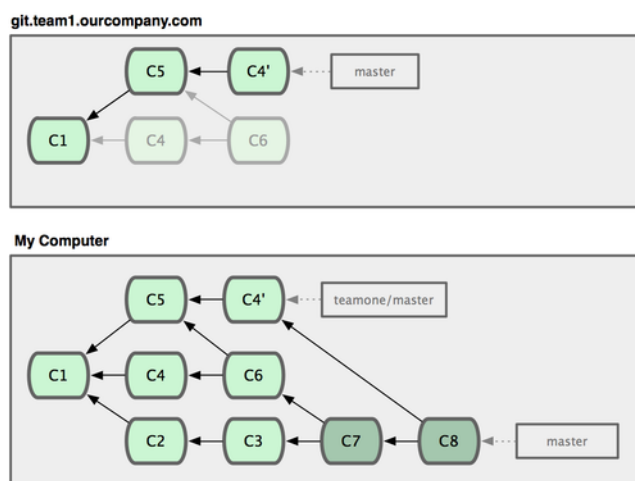 git.team1.ourcompany.com
C5 C4' master
C1 C4 C6
My Computer
C5 C4' teamone/master
C1 C4 C6
C2 C3 C7 C8 master